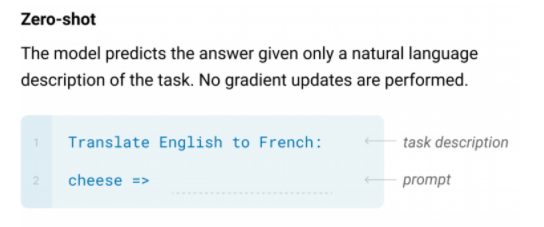 Zero-shot
The model predicts the answer given only a natural language
description of the task. No gradient updates are performed.
1 Translate English to French: ← task description
2 cheese => ← prompt